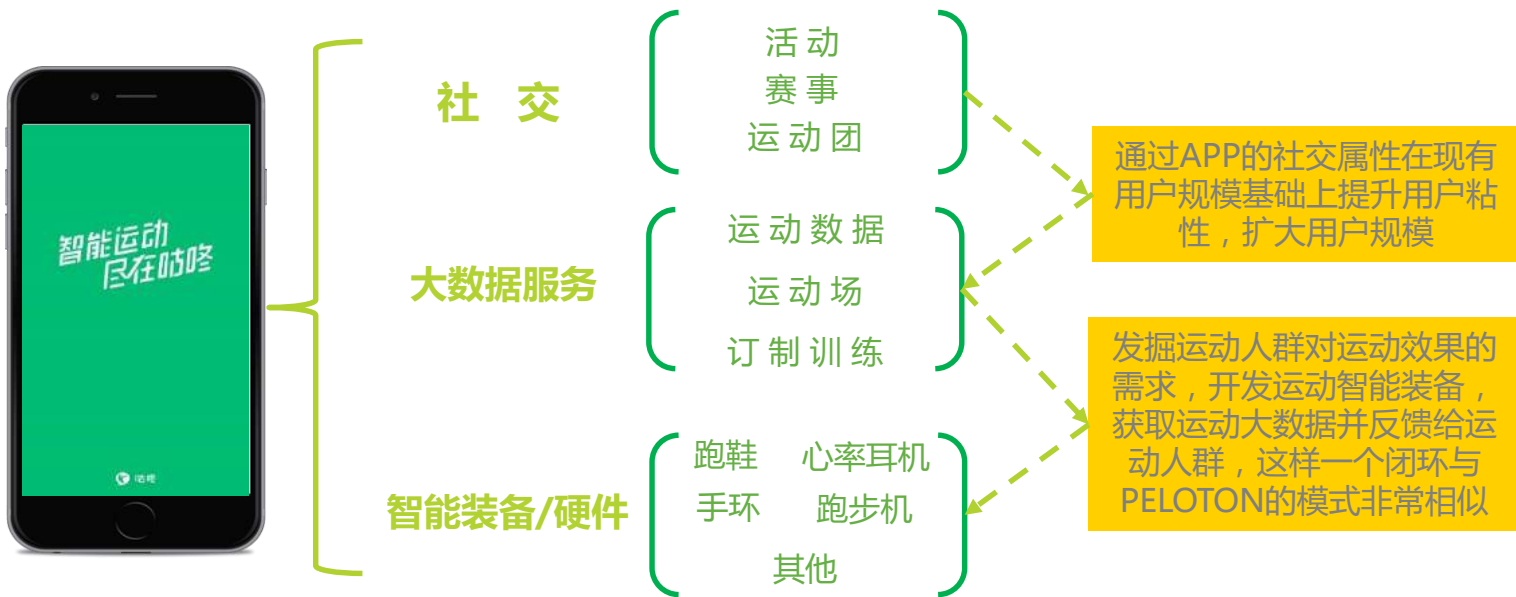 智能运动
尽在咕咚
咕咚
社 交
活 动
赛 事
运 动 团
大数据服务
运 动 数 据
运 动 场
订 制 训 练
智能装备/硬件
跑鞋 心率耳机
手环 跑步机
其他
通过APP的社交属性在现有
用户规模基础上提升用户粘
性，扩大用户规模
发掘运动人群对运动效果的
需求，开发运动智能装备，
获取运动大数据并反馈给运
动人群，这样一个闭环与
PELOTON的模式非常相似